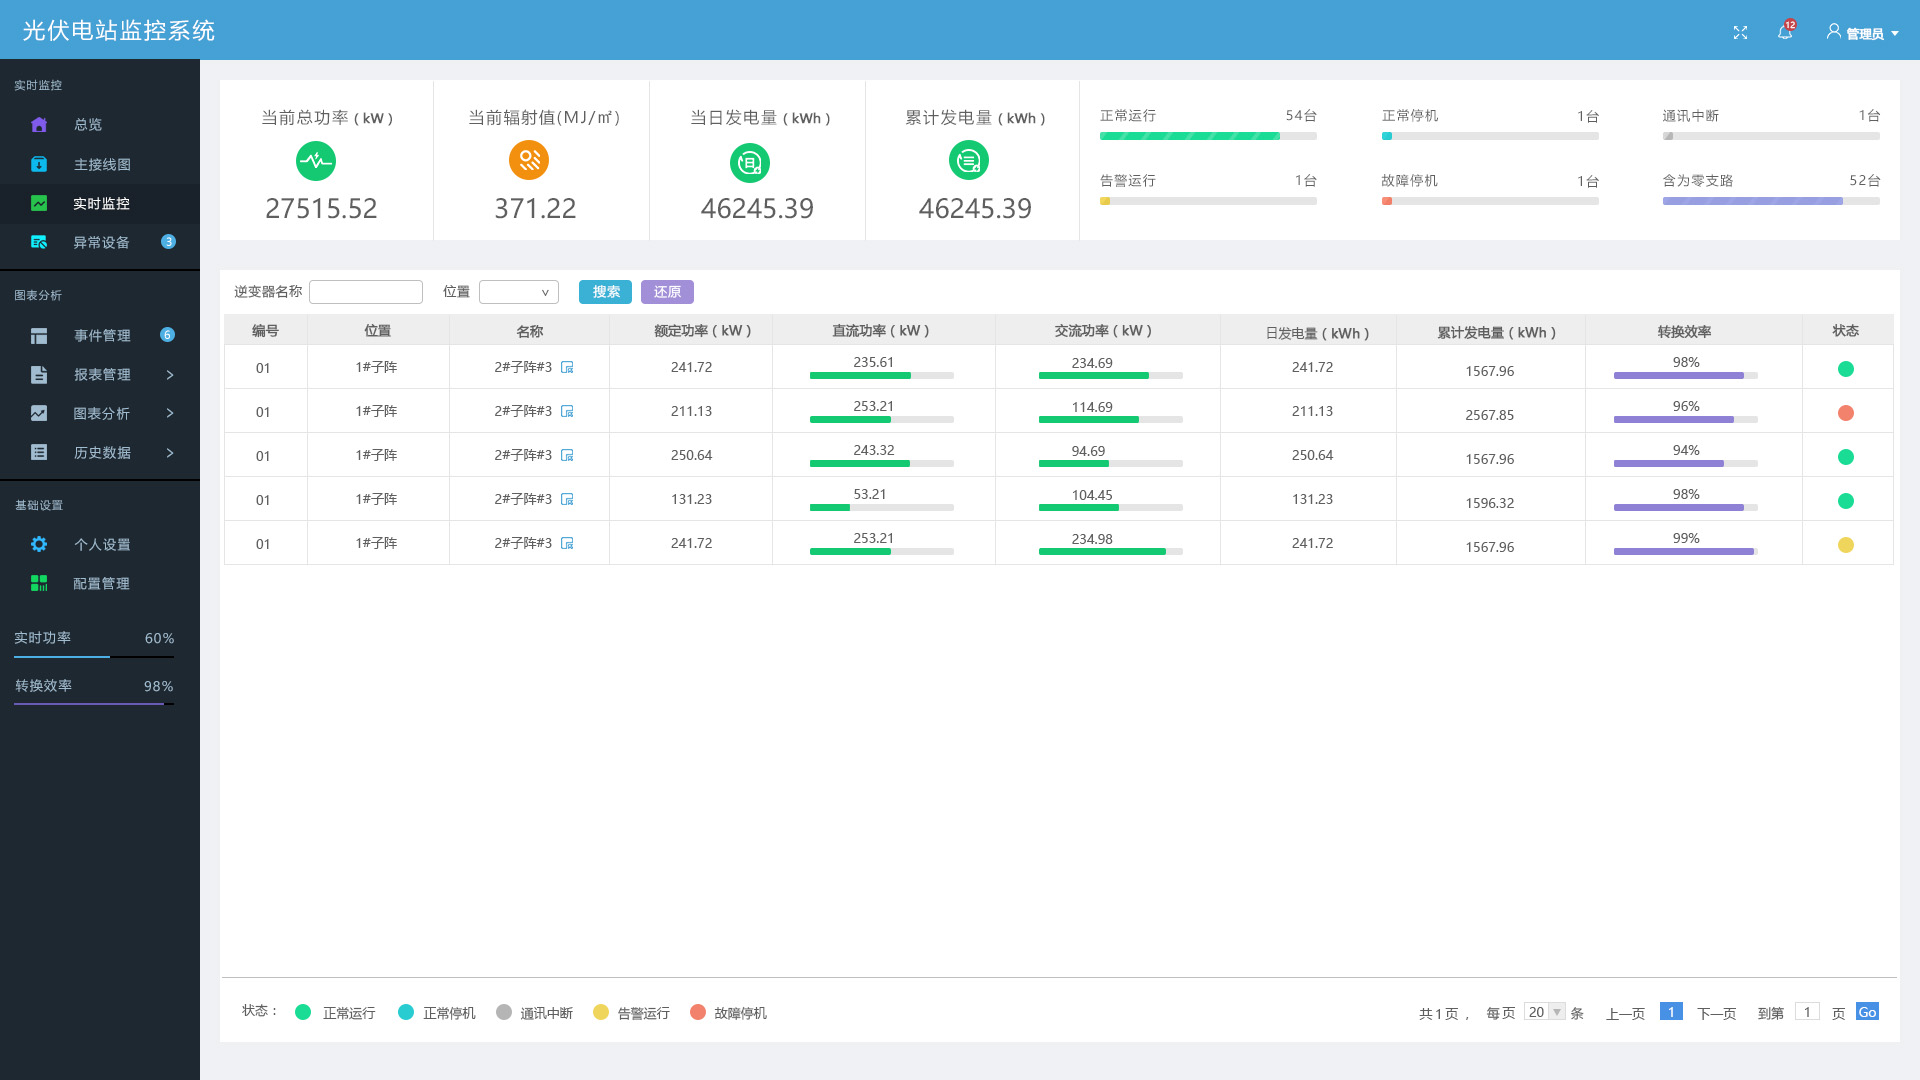 光伏电站监控系统
12
管理员
实时监控
总览
主接线图
实时监控
异常设备 3
图表分析
事件管理 6
报表管理
图表分析
历史数据
基础设置
个人设置
配置管理
实时功率 60%
转换效率 98%
当前总功率(kW)
27515.52
当前辐射值(MJ/㎡)
371.22
当日发电量(kWh)
日
46245.39
累计发电量(kWh)
46245.39
正常运行 54台
正常停机 1台
通讯中断 1台
告警运行 1台
故障停机 1台
含为零支路 52台
逆变器名称 位置 搜索 还原
编号 位置 名称 额定功率(kW) 直流功率(kW) 交流功率(kW) 日发电量(kWh) 累计发电量(kWh) 转换效率 状态
01 1#子阵 2#子阵#3 241.72 235.61 234.69 241.72 1567.96 98%
01 1#子阵 2#子阵#3 211.13 253.21 114.69 211.13 2567.85 96%
01 1#子阵 2#子阵#3 250.64 243.32 94.69 250.64 1567.96 94%
01 1#子阵 2#子阵#3 131.23 53.21 104.45 131.23 1596.32 98%
01 1#子阵 2#子阵#3 241.72 253.21 234.98 241.72 1567.96 99%
状态： 正常运行 正常停机 通讯中断 告警运行 故障停机
共1页， 每页 20 条 上一页 1 下一页 到第 1 页 Go